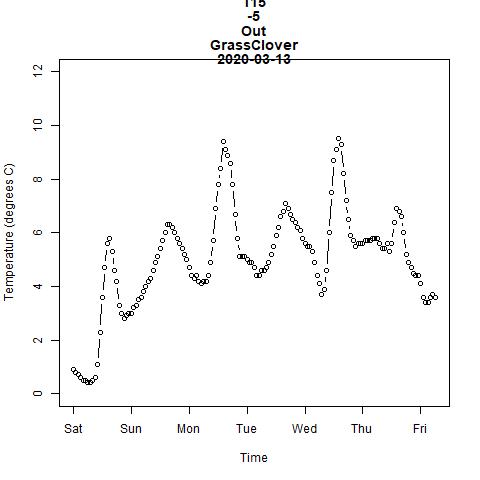 T15
-5
Out
GrassClover
2020-03-13
Temperature (degrees C)
12
10
8
6
4
2
0
Sat Sun Mon Tue Wed Thu Fri
Time